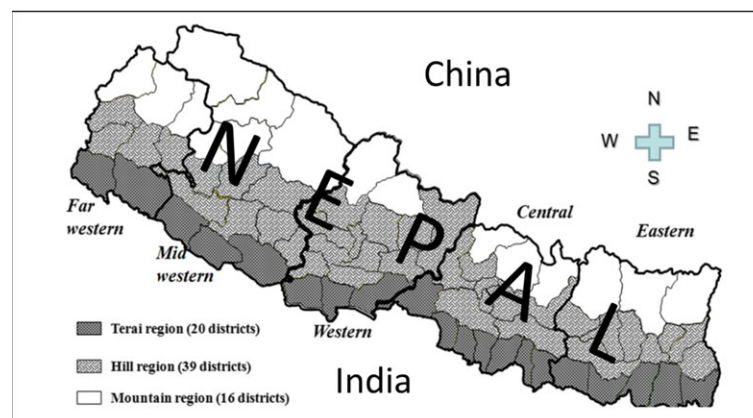 China
N
W E
S
NEPAL
Far
western
Mid
western
Western
Central
Eastern
Terai region (20 districts)
Hill region (39 districts)
Mountain region (16 districts)
India